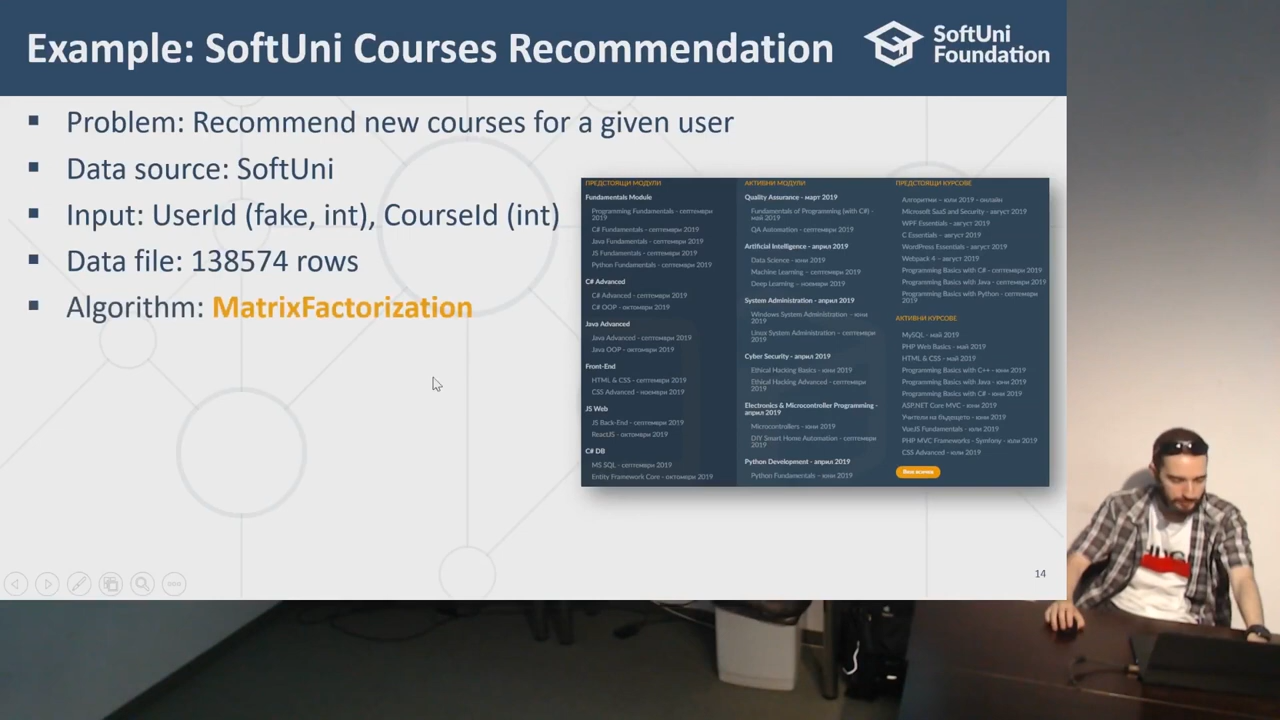 Example: SoftUni Courses Recommendation
SoftUni
Foundation
▪ Problem: Recommend new courses for a given user
▪ Data source: SoftUni
▪ Input: UserId (fake, int), CourseId (int)
▪ Data file: 138574 rows
▪ Algorithm: MatrixFactorization
ПРЕДСТОЯЩИ МОДУЛИ
Fundamentals Module
Programming Fundamentals - септември
2019
C# Fundamentals - септември 2019
Java Fundamentals - септември 2019
JS Fundamentals - септември 2019
Python Fundamentals - септември 2019
C# Advanced
C# Advanced - септември 2019
C# OOP - октомври 2019
Java Advanced
Java Advanced - септември 2019
Java OOP - октомври 2019
Front-End
HTML & CSS - септември 2019
CSS Advanced - ноември 2019
JS Web
JS Back-End - септември 2019
ReactJS - октомври 2019
C# DB
MS SQL - септември 2019
Entity Framework Core - октомври 2019
АКТИВНИ МОДУЛИ
Quality Assurance - март 2019
Fundamentals of Programming (with C#) -
май 2019
QA Automation - септември 2019
Artificial Intelligence - април 2019
Data Science - юни 2019
Machine Learning - септември 2019
Deep Learning - ноември 2019
System Administration - април 2019
Windows System Administration - юни
2019
Linux System Administration - септември
2019
Cyber Security - април 2019
Ethical Hacking Basics - юни 2019
Ethical Hacking Advanced - септември
2019
Electronics & Microcontroller Programming -
април 2019
Microcontrollers - юни 2019
DIY Smart Home Automation - септември
2019
Python Development - април 2019
Python Fundamentals - юни 2019
ПРЕДСТОЯЩИ КУРСОВЕ
Алгоритми - юли 2019 - онлайн
Microsoft SaaS and Security - август 2019
WPF Essentials - август 2019
C Essentials - август 2019
WordPress Essentials - август 2019
Webpack 4 - август 2019
Programming Basics with C# - септември 2019
Programming Basics with Java - септември 2019
Programming Basics with Python - септември
2019
АКТИВНИ КУРСОВЕ
MySQL - май 2019
PHP Web Basics - май 2019
HTML & CSS - май 2019
Programming Basics with C++ - юни 2019
Programming Basics with Java - юни 2019
Programming Basics with C# - юни 2019
ASP.NET Core MVC - юни 2019
Учители на бъдещето - юни 2019
VueJS Fundamentals - юли 2019
PHP MVC Frameworks - Symfony - юли 2019
CSS Advanced - юли 2019
14